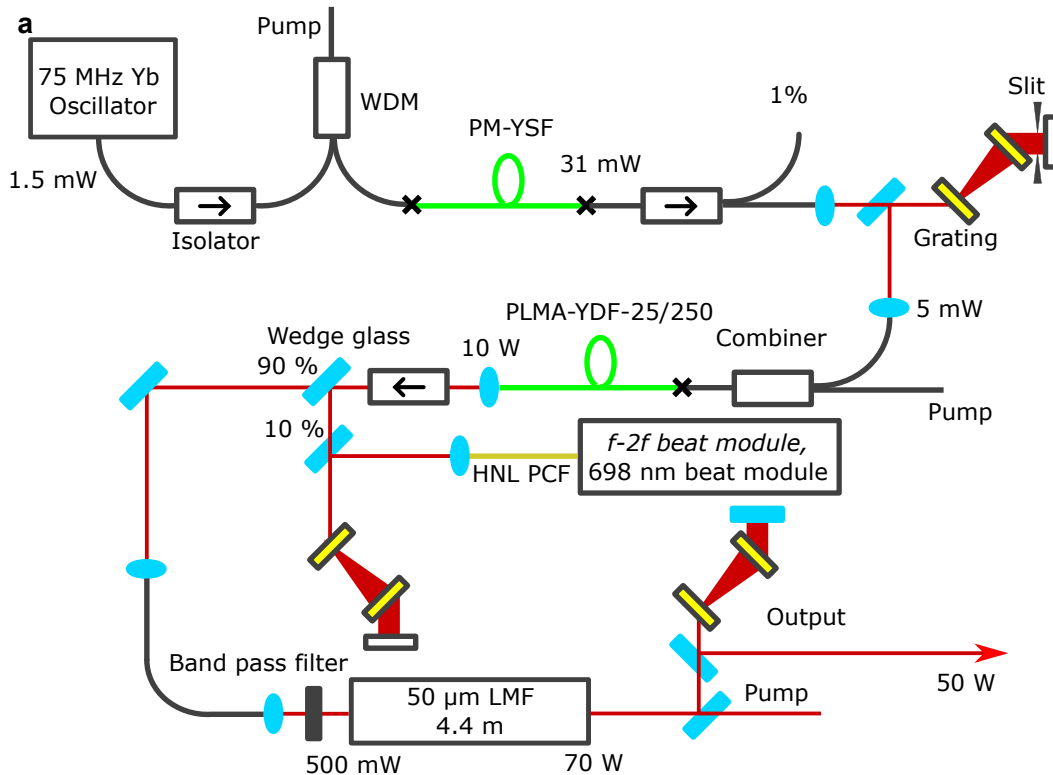 a
Pump
75 MHz Yb
Oscillator
WDM
1%
Slit
PM-YSF
1.5 mW
31 mW
Isolator
Grating
PLMA-YDF-25/250
5 mW
Wedge glass
Combiner
90 %
10 W
Pump
10 %
f-2f beat module,
698 nm beat module
HNL PCF
Output
Band pass filter
50 W
50 µm LMF
4.4 m
Pump
500 mW
70 W